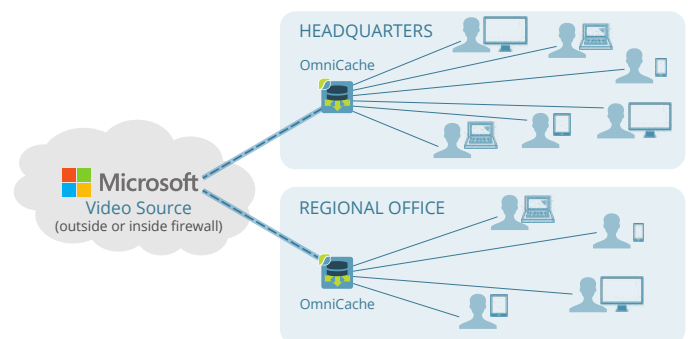 HEADQUARTERS
OmniCache
Microsoft
Video Source
(outside or inside firewall)
REGIONAL OFFICE
OmniCache